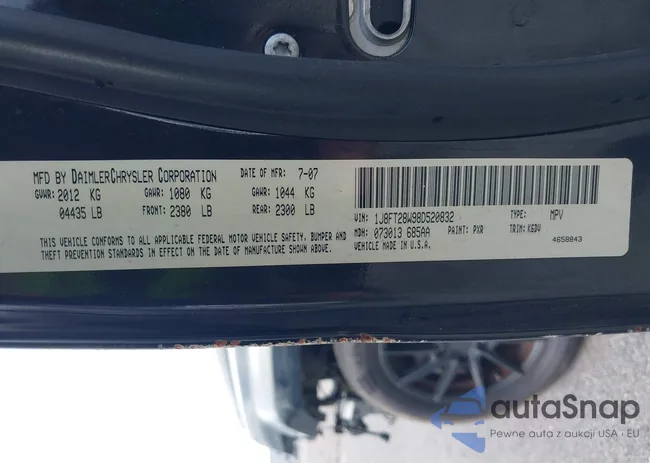 MFD BY DAIMLERCHRYSLER CORPORATION DATE OF MFR: 7-07
GVWR: 2012 KG GAWR: 1080 KG GAWR: 1044 KG
04435 LB FRONT: 2380 LB REAR: 2300 LB
THIS VEHICLE CONFORMS TO ALL APPLICABLE FEDERAL MOTOR VEHICLE SAFETY, BUMPER AND
THEFT PREVENTION STANDARDS IN EFFECT ON THE DATE OF MANUFACTURE SHOWN ABOVE.
VIN: 1J8FT28W98D520832 TYPE: MPV
MDH: 073013 685AA PAINT: PXR TRIM: K6DV
VEHICLE MADE IN U.S.A. 4658843
autaSnap
Pewne auta z aukcji USA · EU